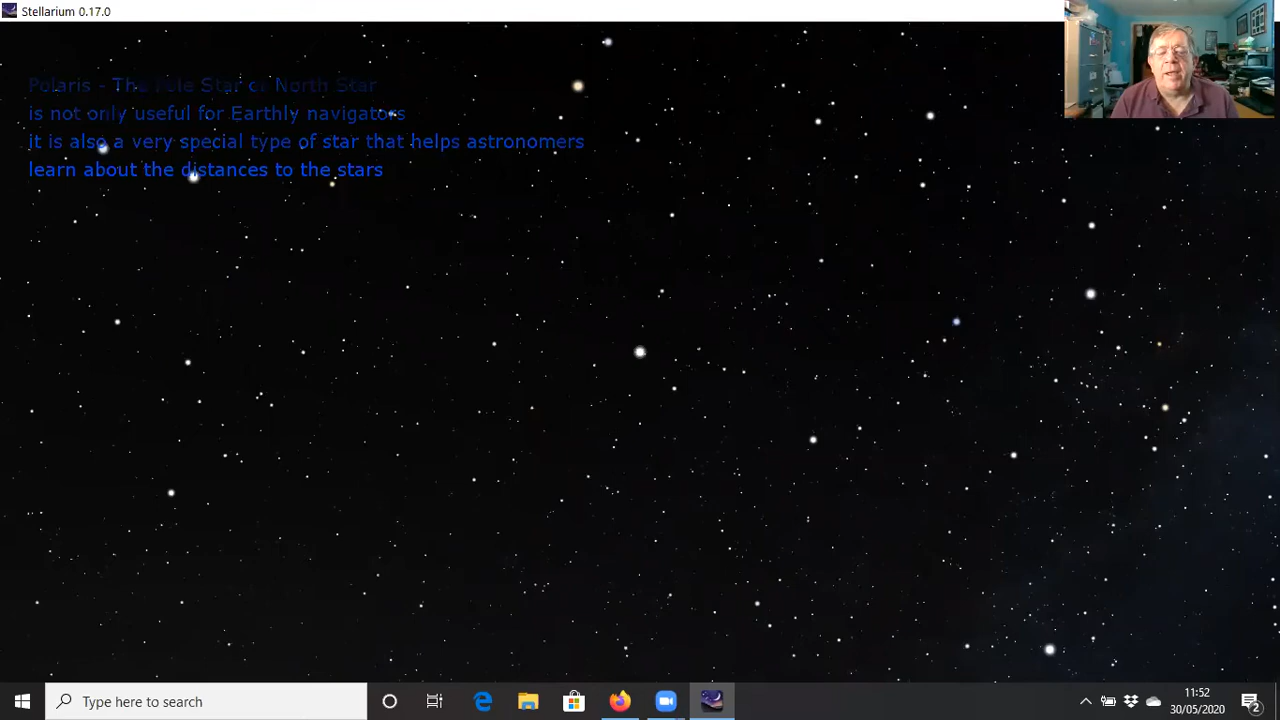 Stellarium 0.17.0
Polaris - The Pole Star or North Star
is not only useful for Earthly navigators
it is also a very special type of star that helps astronomers
learn about the distances to the stars
Type here to search
11:52
30/05/2020
2